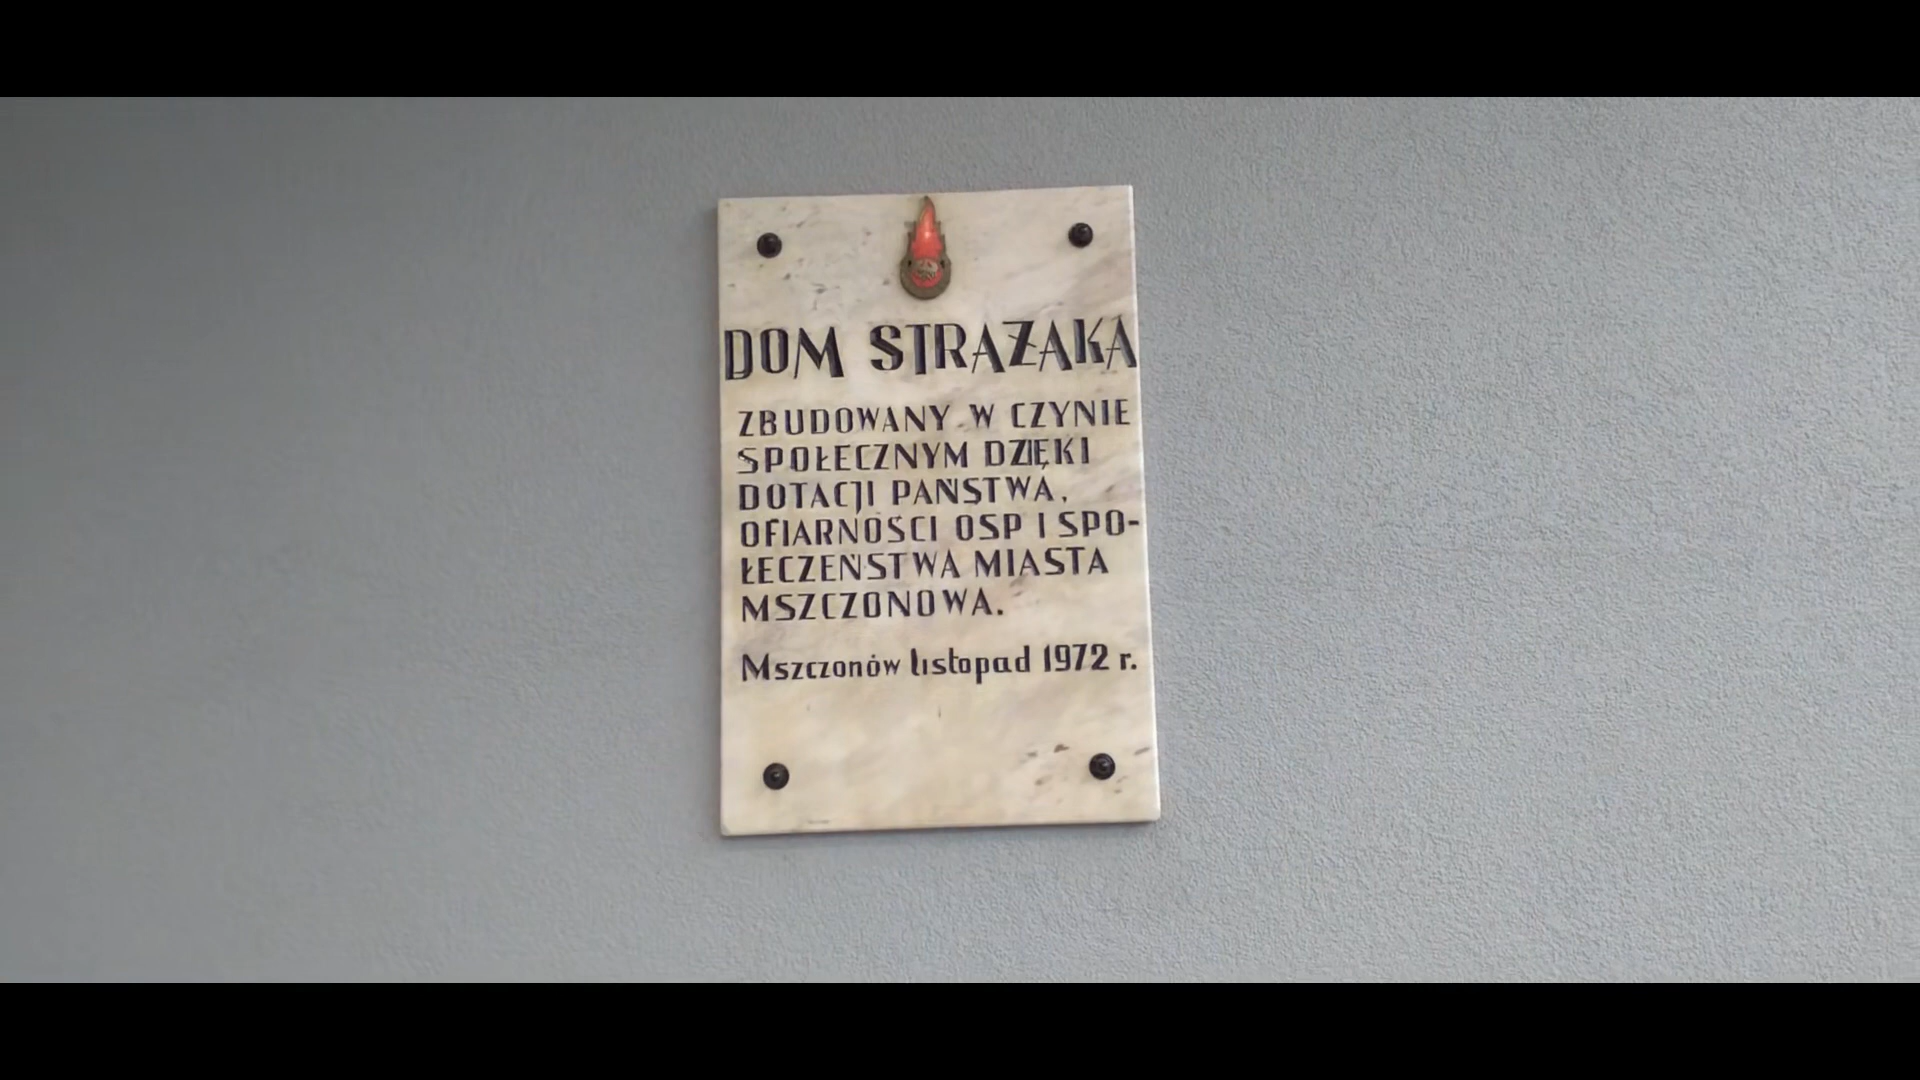 DOM STRAŻAKA
ZBUDOWANY W CZYNIE
SPOŁECZNYM DZIĘKI
DOTACJI PAŃSTWA,
OFIARNOŚCI OSP I SPO-
ŁECZEŃSTWA MIASTA
MSZCZONOWA.
Mszczonów listopad 1972 r.